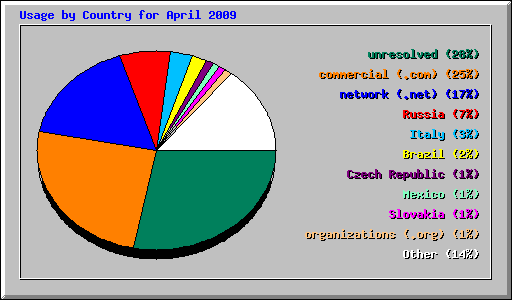 Usage by Country for April 2009
unresolved (28%)
commercial (.com) (25%)
network (.net) (17%)
Russia (7%)
Italy (3%)
Brazil (2%)
Czech Republic (1%)
Mexico (1%)
Slovakia (1%)
organizations (.org) (1%)
Other (14%)